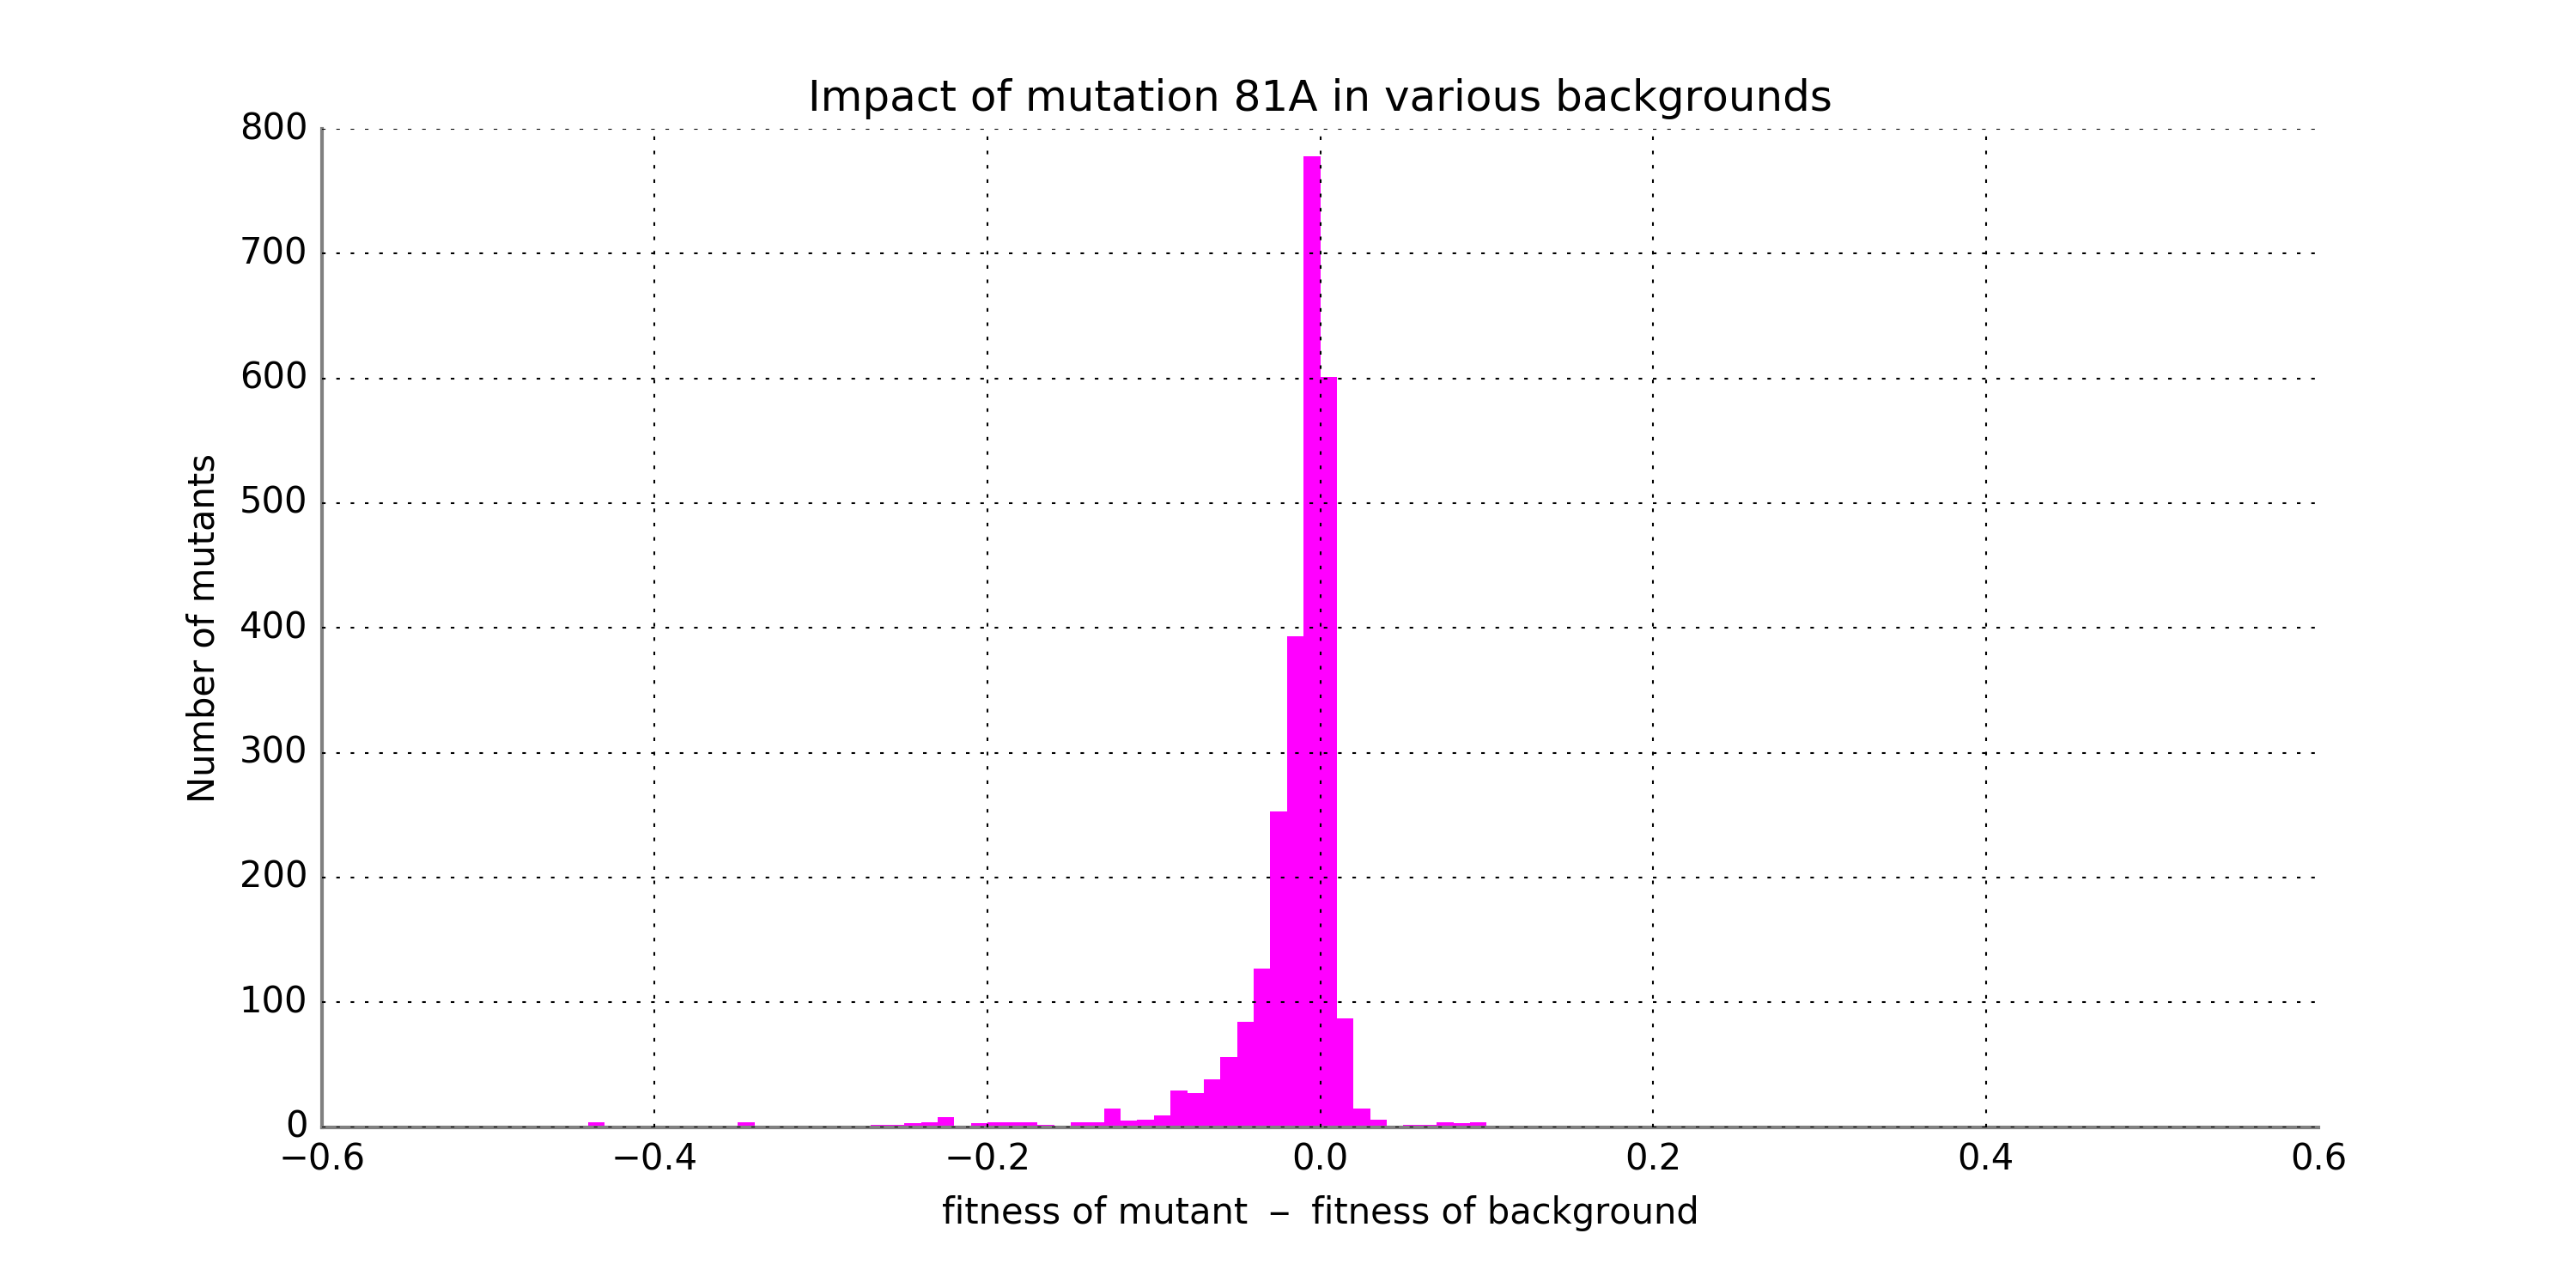 Impact of mutation 81A in various backgrounds
800
700
600
500
400
300
200
100
0
Number of mutants
−0.6 −0.4 −0.2 0.0 0.2 0.4 0.6
fitness of mutant − fitness of background